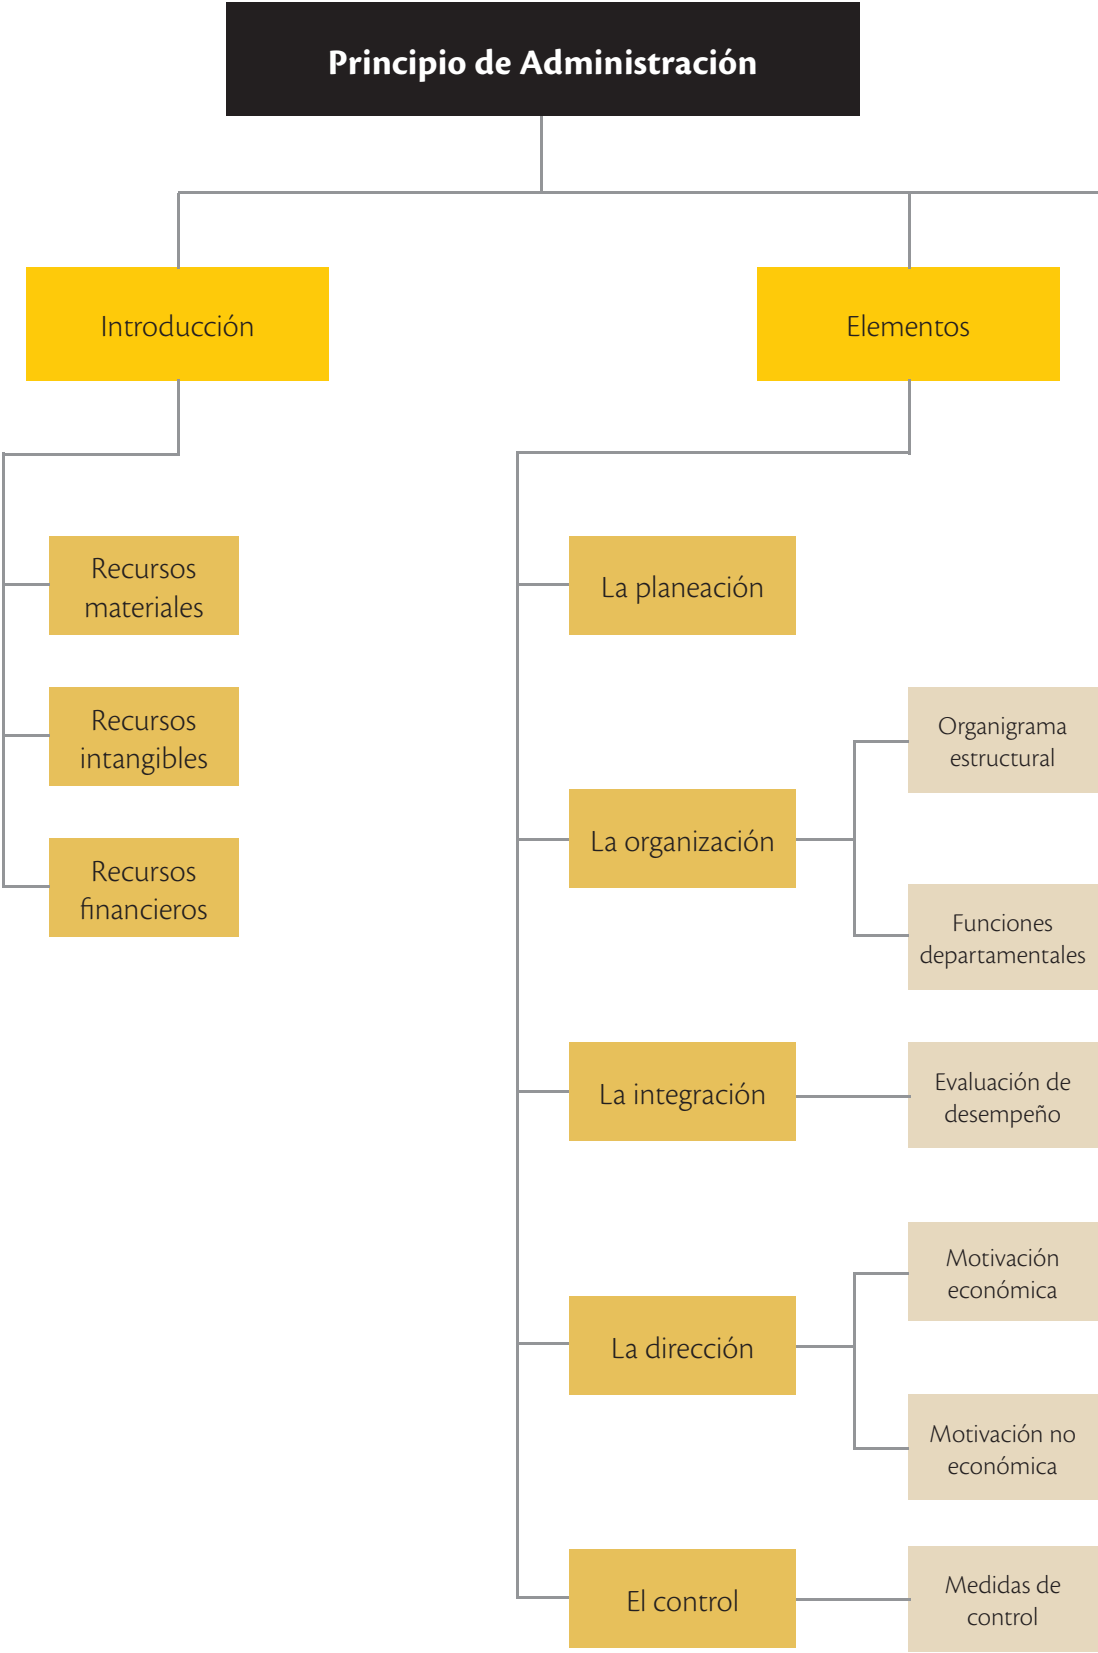 Principio de Administración
Introducción
Elementos
Recursos
materiales
Recursos
intangibles
Recursos
financieros
La planeación
La organización
Organigrama
estructural
Funciones
departamentales
La integración
Evaluación de
desempeño
La dirección
Motivación
económica
Motivación no
económica
El control
Medidas de
control